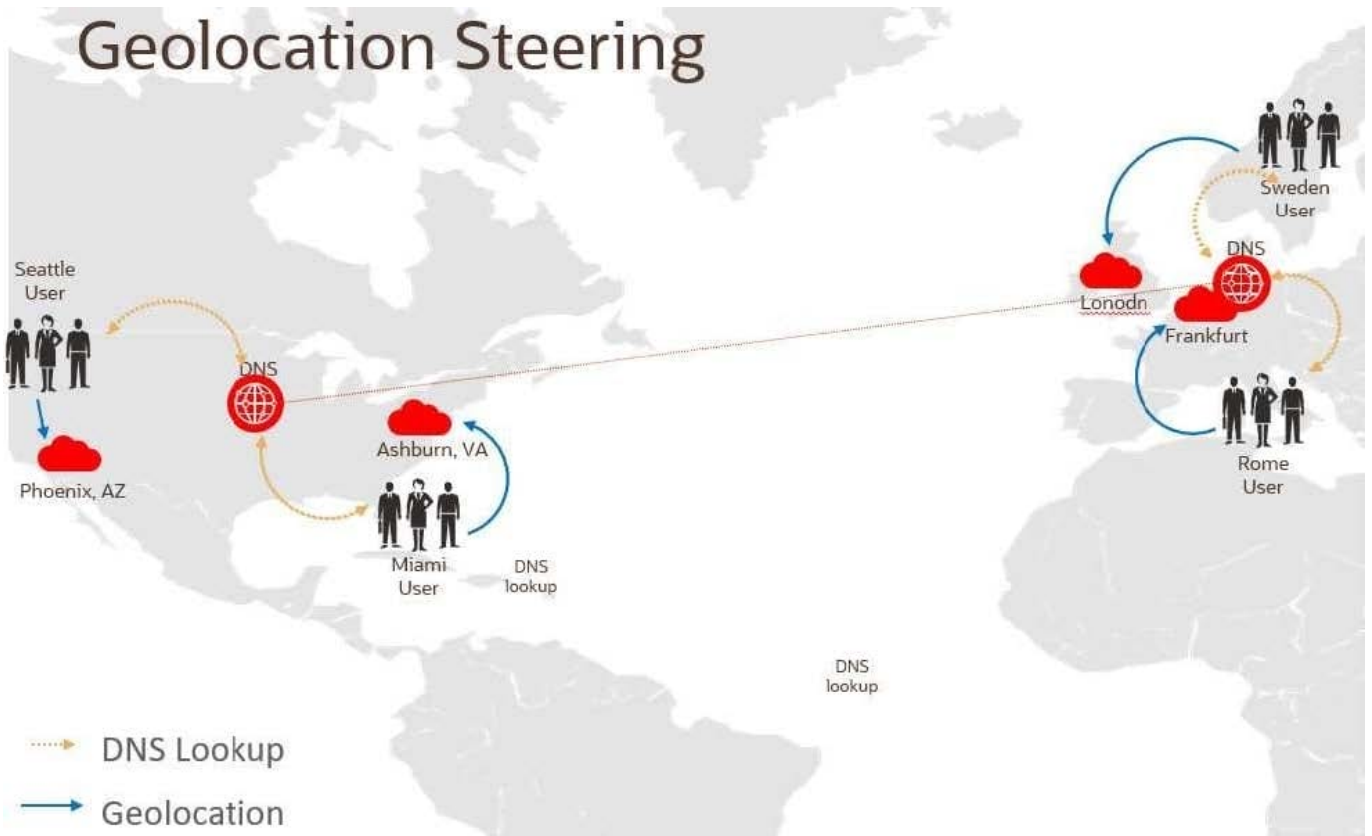 Geolocation Steering
Sweden
User
DNS
Seattle
User
Lonodn
Frankfurt
DNS
Ashburn, VA
Phoenix, AZ
Rome
User
Miami
User
DNS
lookup
DNS
lookup
DNS Lookup
Geolocation